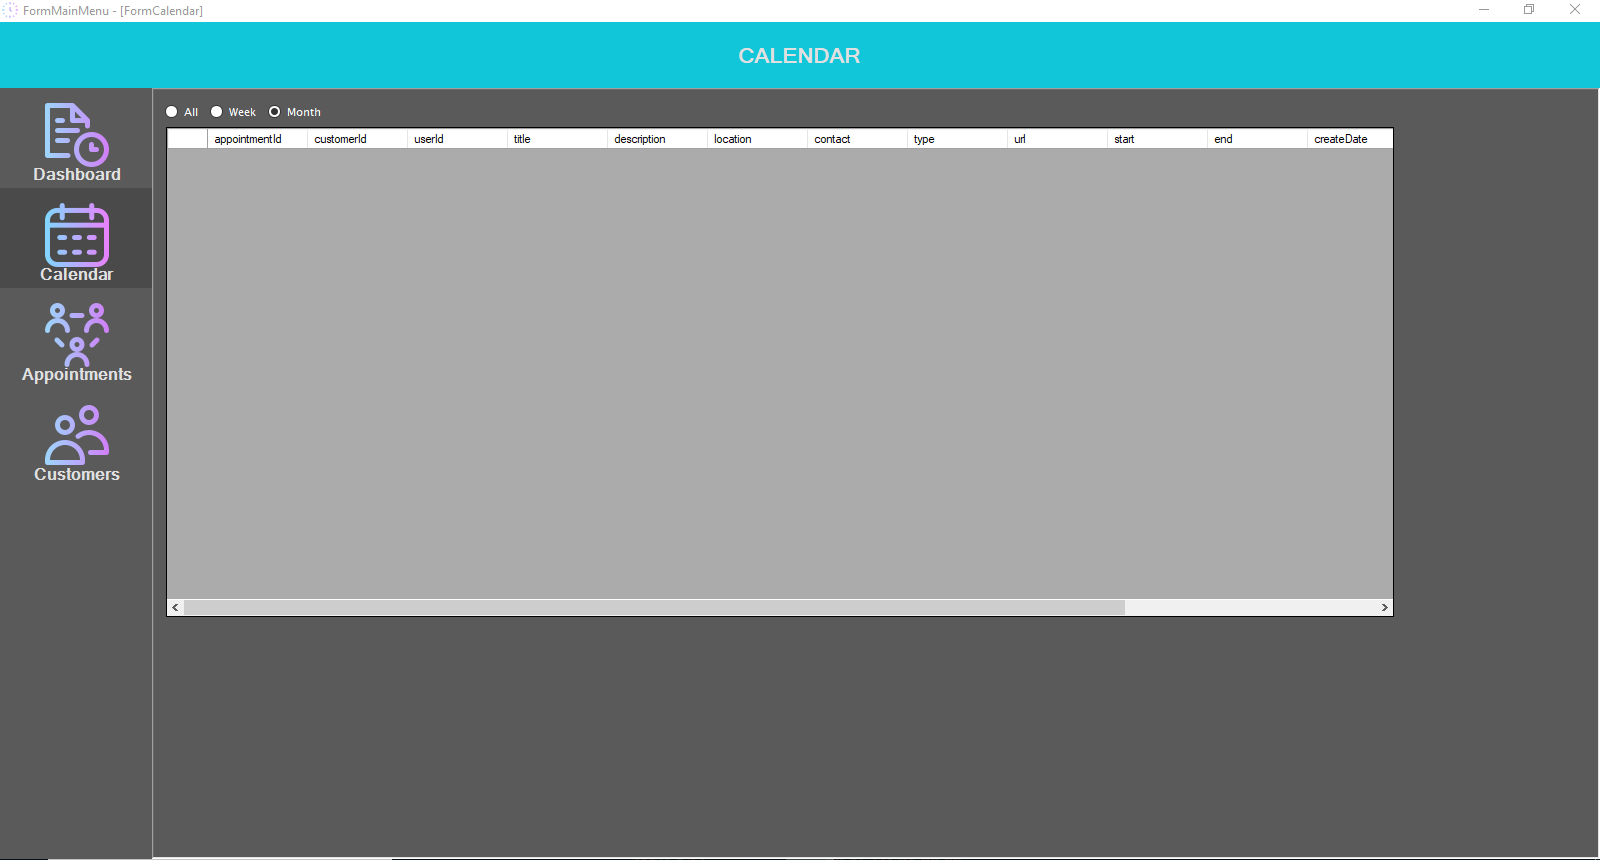 FormMainMenu - [FormCalendar]
CALENDAR
Dashboard
Calendar
Appointments
Customers
All Week Month
appointmentId customerId userId title description location contact type url start end createDate